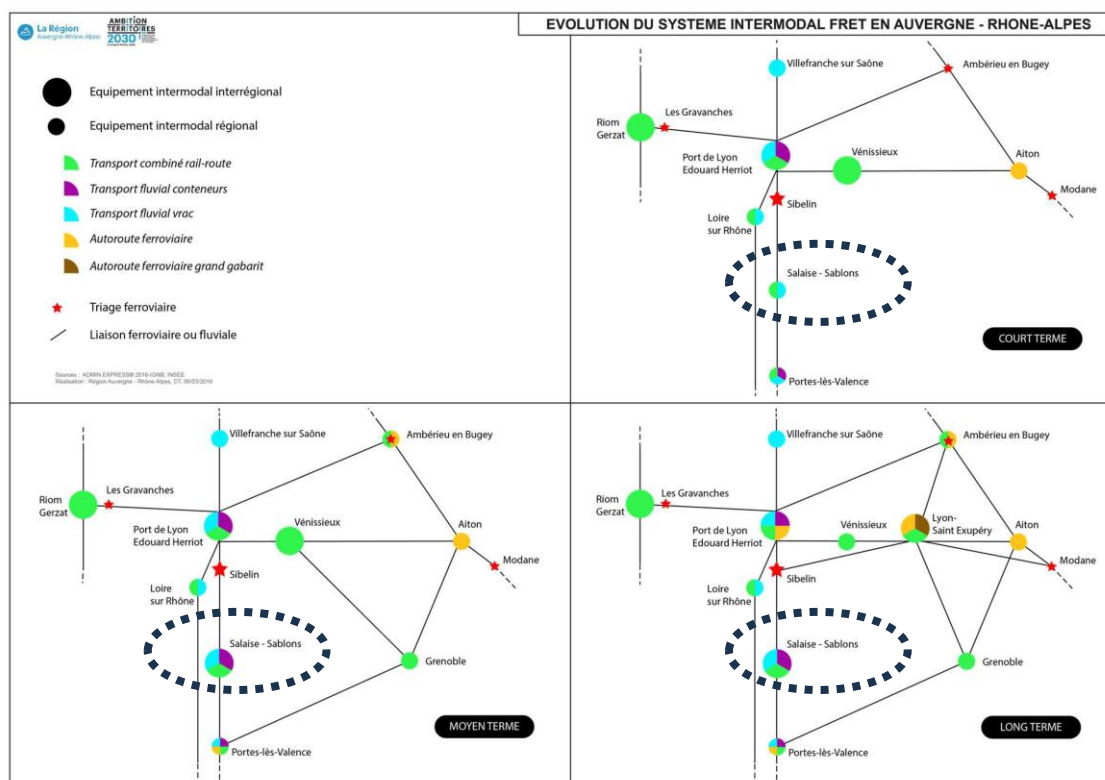 La Région
Auvergne-Rhône-Alpes
AMBITION
TERRITOIRES
2030
EVOLUTION DU SYSTEME INTERMODAL FRET EN AUVERGNE - RHONE-ALPES
Equipement intermodal interrégional
Equipement intermodal régional
Transport combiné rail-route
Transport fluvial conteneurs
Transport fluvial vrac
Autoroute ferroviaire
Autoroute ferroviaire grand gabarit
Triage ferroviaire
Liaison ferroviaire ou fluviale
Sources : ADMIN EXPRESS® 2016-IGN®, INSEE
Villefranche sur Saône
Ambérieu en Bugey
Les Gravanches
Riom
Gerzat
Port de Lyon
Edouard Herriot
Vénissieux
Aiton
Modane
Sibelin
Loire
sur Rhône
Salaise - Sablons
COURT TERME
Portes-lès-Valence
Villefranche sur Saône
Ambérieu en Bugey
Les Gravanches
Riom
Gerzat
Port de Lyon
Edouard Herriot
Vénissieux
Aiton
Modane
Sibelin
Loire
sur Rhône
Salaise - Sablons
Grenoble
MOYEN TERME
Portes-lès-Valence
Villefranche sur Saône
Ambérieu en Bugey
Les Gravanches
Riom
Gerzat
Port de Lyon
Edouard Herriot
Vénissieux
Lyon-
Saint Exupéry
Aiton
Modane
Sibelin
Loire
sur Rhône
Salaise - Sablons
Grenoble
LONG TERME
Portes-lès-Valence